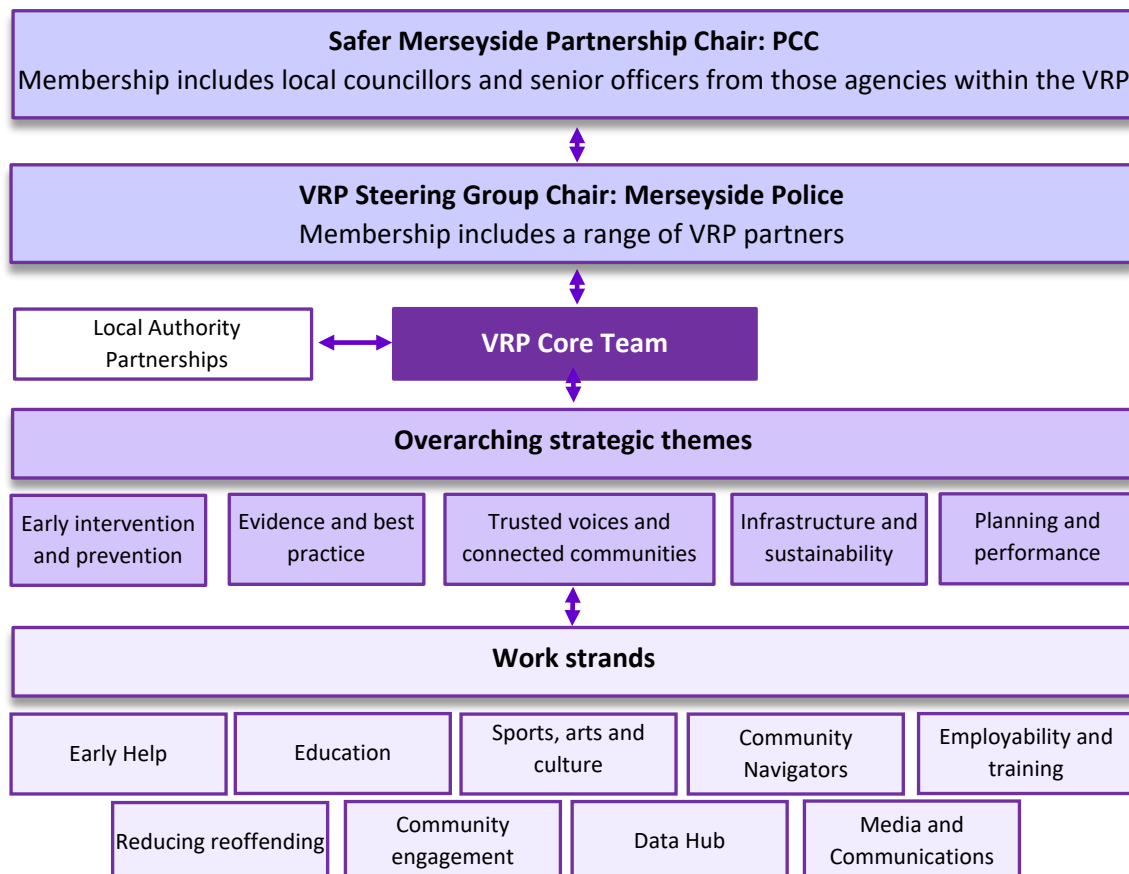 Safer Merseyside Partnership Chair: PCC
Membership includes local councillors and senior officers from those agencies within the VRP
VRP Steering Group Chair: Merseyside Police
Membership includes a range of VRP partners
Local Authority
Partnerships
VRP Core Team
Overarching strategic themes
Early intervention
and prevention
Evidence and best
practice
Trusted voices and
connected communities
Infrastructure and
sustainability
Planning and
performance
Work strands
Early Help
Education
Sports, arts and
culture
Community
Navigators
Employability and
training
Reducing reoffending
Community
engagement
Data Hub
Media and
Communications